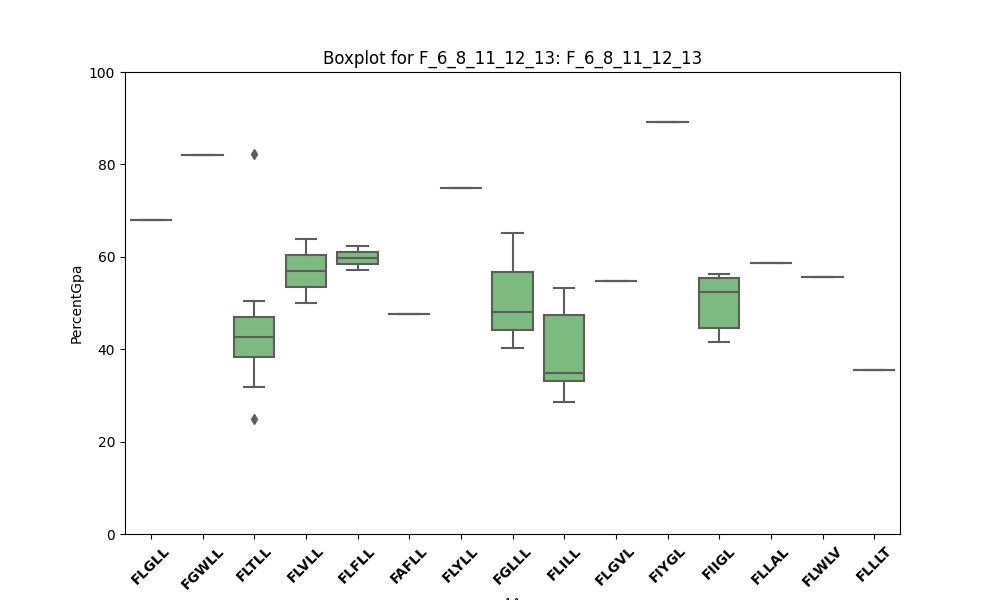 Boxplot for F_6_8_11_12_13: F_6_8_11_12_13
PercentGpa
100
80
60
40
20
0
FLGLL
FGWLL
FLTLL
FLVLL
FLFLL
FAFLL
FLYLL
FGLLL
FLILL
FLGVL
FIYGL
FIIGL
FLLAL
FLWLV
FLLLT